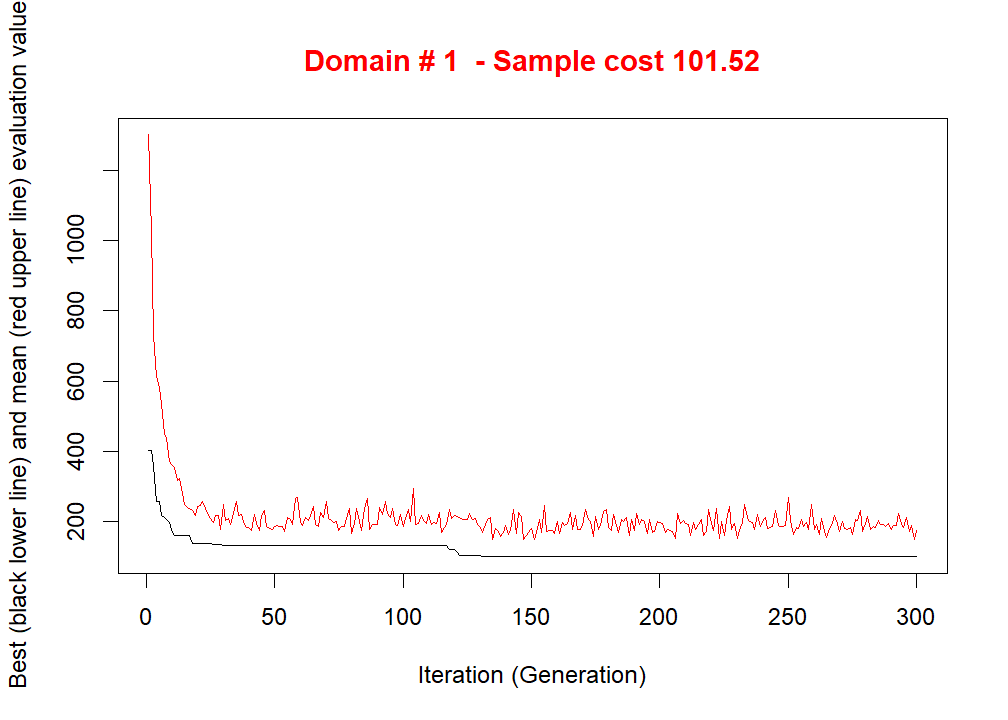 Domain # 1  - Sample cost 101.52
Best (black lower line) and mean (red upper line) evaluation value
1000
800
600
400
200
0 50 100 150 200 250 300
Iteration (Generation)